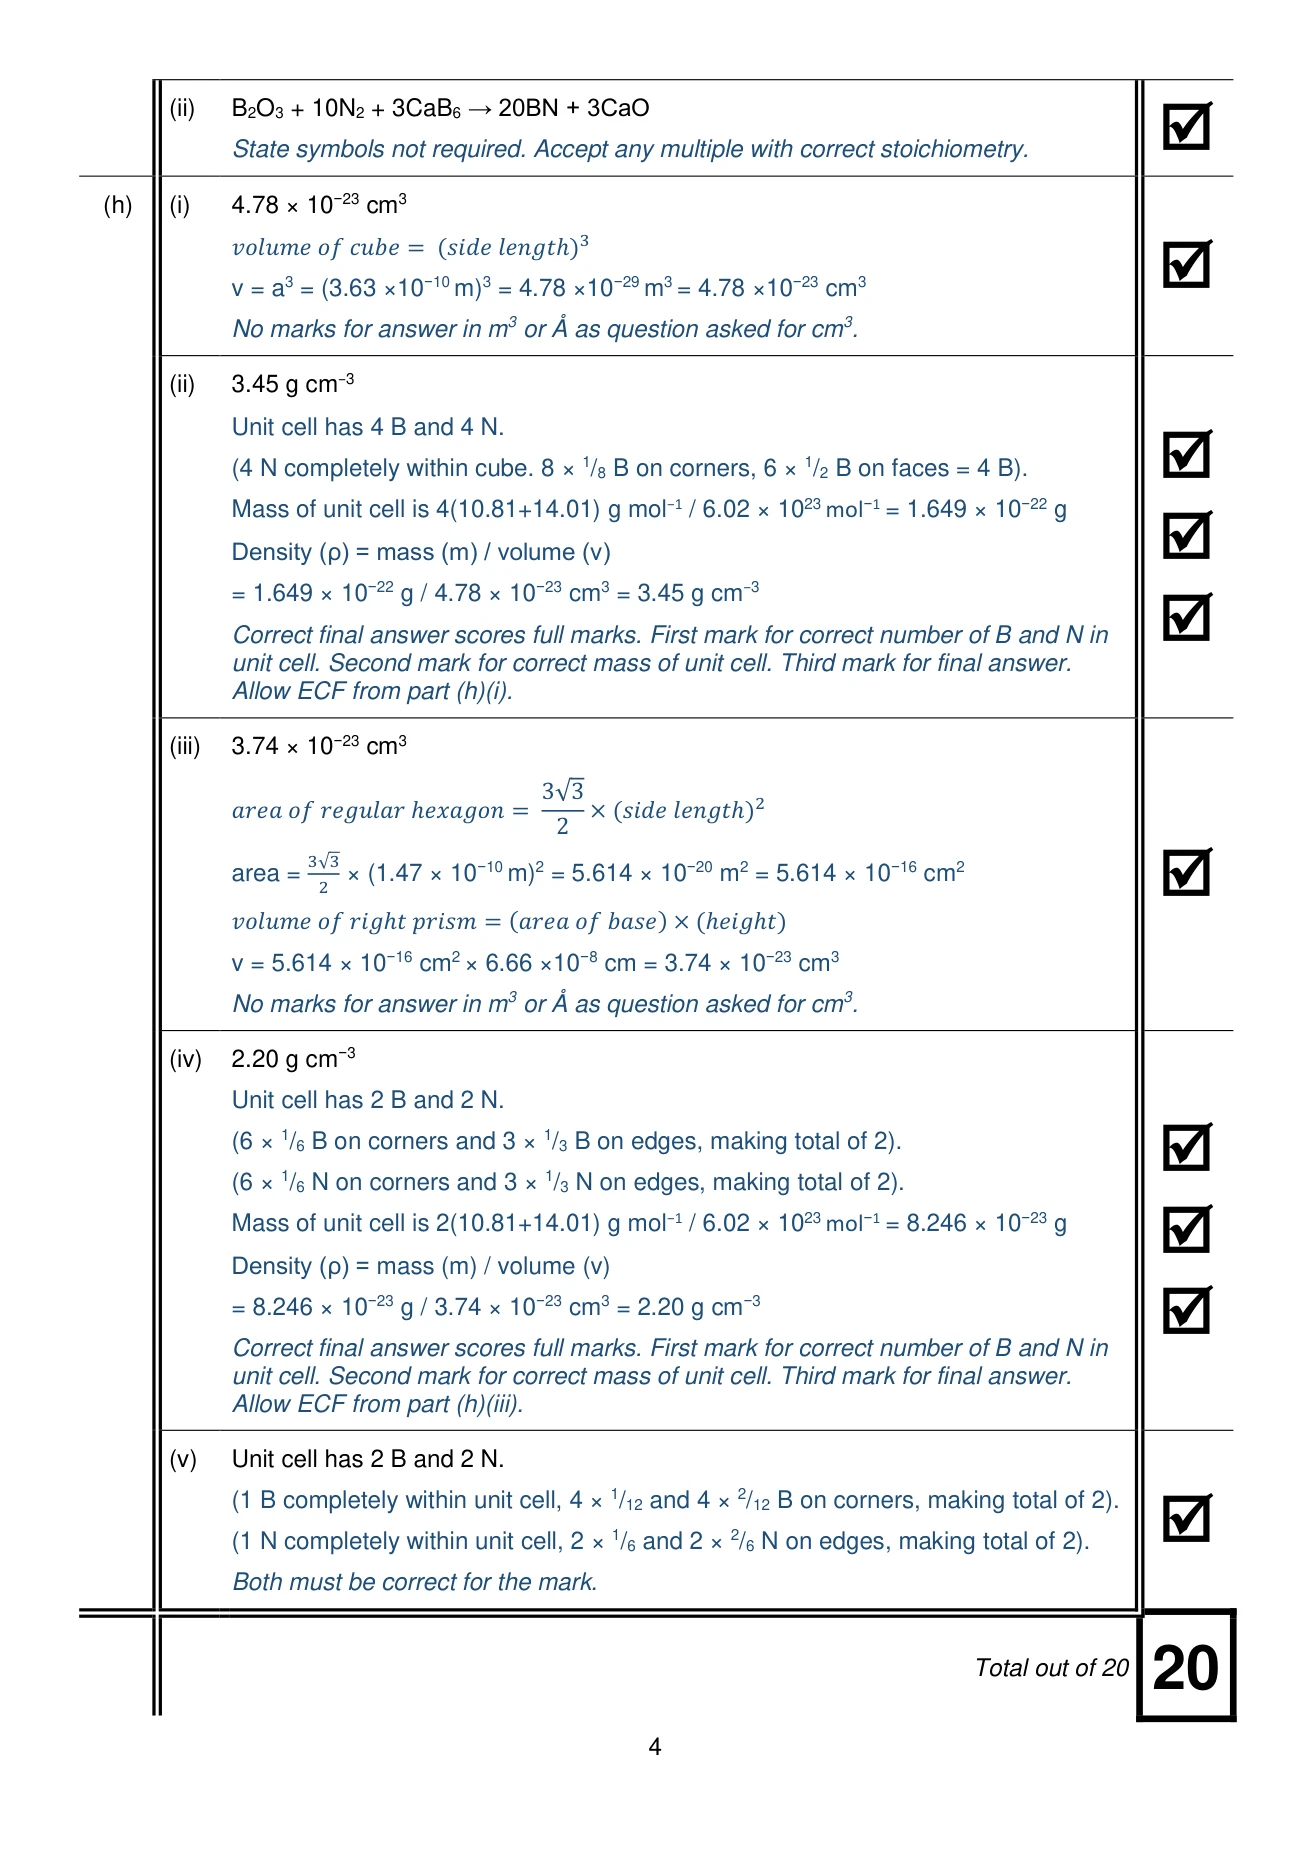 (ii) B₂O₃ + 10N₂ + 3CaB₆ → 20BN + 3CaO
State symbols not required. Accept any multiple with correct stoichiometry.
(h) (i) 4.78 × 10⁻²³ cm³
volume of cube = (side length)³
v = a³ = (3.63 ×10⁻¹⁰ m)³ = 4.78 ×10⁻²⁹ m³ = 4.78 ×10⁻²³ cm³
No marks for answer in m³ or Å as question asked for cm³.
(ii) 3.45 g cm⁻³
Unit cell has 4 B and 4 N.
(4 N completely within cube. 8 × ¹/₈ B on corners, 6 × ¹/₂ B on faces = 4 B).
Mass of unit cell is 4(10.81+14.01) g mol⁻¹ / 6.02 × 10²³ mol⁻¹ = 1.649 × 10⁻²² g
Density (ρ) = mass (m) / volume (v)
= 1.649 × 10⁻²² g / 4.78 × 10⁻²³ cm³ = 3.45 g cm⁻³
Correct final answer scores full marks. First mark for correct number of B and N in
unit cell. Second mark for correct mass of unit cell. Third mark for final answer.
Allow ECF from part (h)(i).
(iii) 3.74 × 10⁻²³ cm³
area of regular hexagon = 3√3/2 × (side length)²
area = 3√3/2 × (1.47 × 10⁻¹⁰ m)² = 5.614 × 10⁻²⁰ m² = 5.614 × 10⁻¹⁶ cm²
volume of right prism = (area of base) × (height)
v = 5.614 × 10⁻¹⁶ cm² × 6.66 ×10⁻⁸ cm = 3.74 × 10⁻²³ cm³
No marks for answer in m³ or Å as question asked for cm³.
(iv) 2.20 g cm⁻³
Unit cell has 2 B and 2 N.
(6 × ¹/₆ B on corners and 3 × ¹/₃ B on edges, making total of 2).
(6 × ¹/₆ N on corners and 3 × ¹/₃ N on edges, making total of 2).
Mass of unit cell is 2(10.81+14.01) g mol⁻¹ / 6.02 × 10²³ mol⁻¹ = 8.246 × 10⁻²³ g
Density (ρ) = mass (m) / volume (v)
= 8.246 × 10⁻²³ g / 3.74 × 10⁻²³ cm³ = 2.20 g cm⁻³
Correct final answer scores full marks. First mark for correct number of B and N in
unit cell. Second mark for correct mass of unit cell. Third mark for final answer.
Allow ECF from part (h)(iii).
(v) Unit cell has 2 B and 2 N.
(1 B completely within unit cell, 4 × ¹/₁₂ and 4 × ²/₁₂ B on corners, making total of 2).
(1 N completely within unit cell, 2 × ¹/₆ and 2 × ²/₆ N on edges, making total of 2).
Both must be correct for the mark.
Total out of 20 20
4